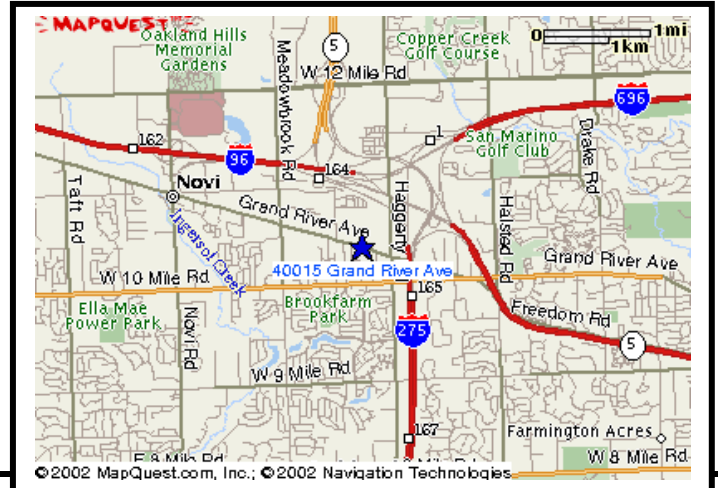 MAPQUEST
Oakland Hills
Memorial
Gardens
Meadowbrook Rd
5
Copper Creek
Golf Course
0
1mi
1km
W 12 Mile Rd
696
162
96
164
1
San Marino
Golf Club
Drake Rd
Taft Rd
Novi
Ingersol Creek
Grand River Ave
Haggerty
Halsted Rd
40015 Grand River Ave
Grand River Ave
W 10 Mile Rd
165
Ella Mae
Power Park
Novi Rd
Brookfarm
Park
275
Freedom Rd
5
W 9 Mile Rd
167
Farmington Acres
E 8 Mile Rd
W 8 Mile Rd
©2002 MapQuest.com, Inc.; ©2002 Navigation Technologies